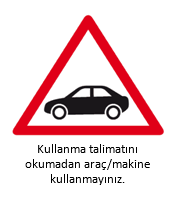 Kullanma talimatını
okumadan araç/makine
kullanmayınız.